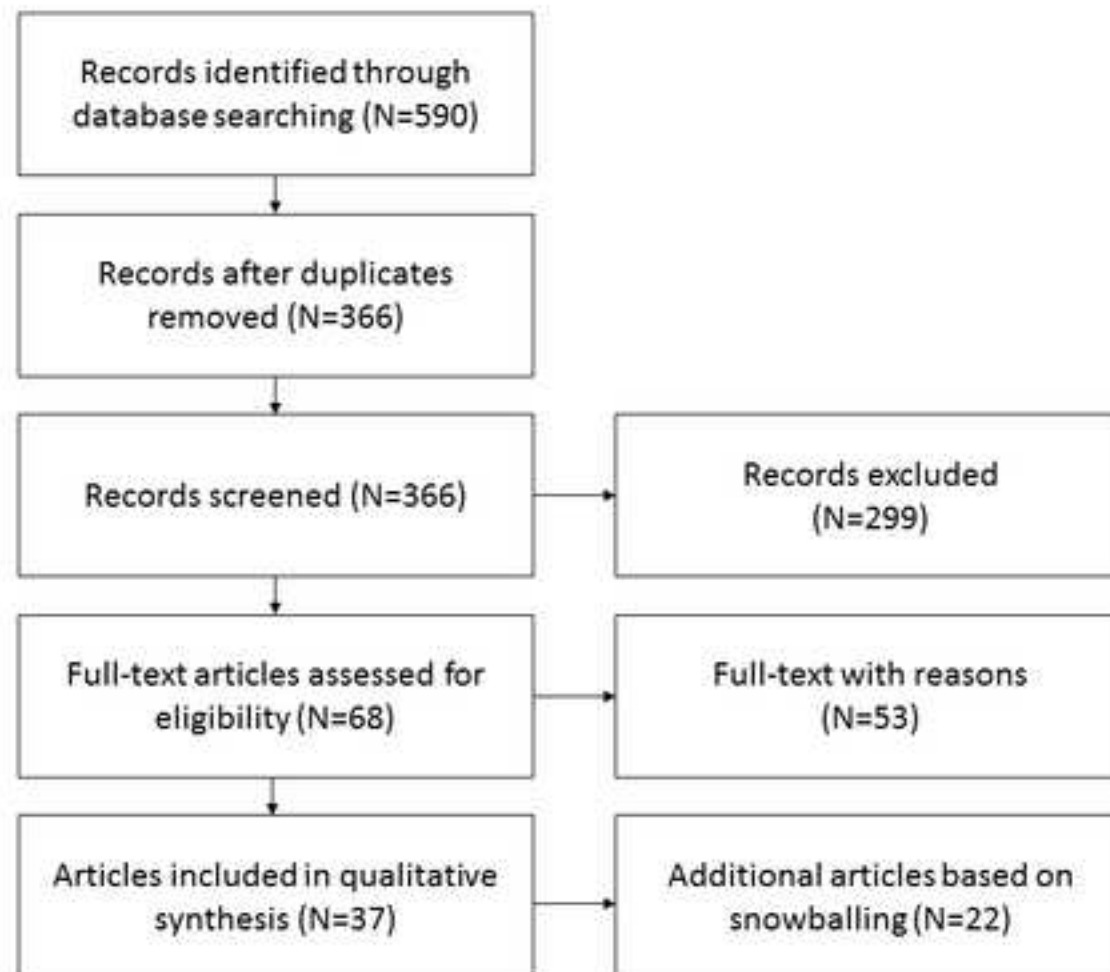 Records identified through
database searching (N=590)
Records after duplicates
removed (N=366)
Records screened (N=366)
Records excluded
(N=299)
Full-text articles assessed for
eligibility (N=68)
Full-text with reasons
(N=53)
Articles included in qualitative
synthesis (N=37)
Additional articles based on
snowballing (N=22)